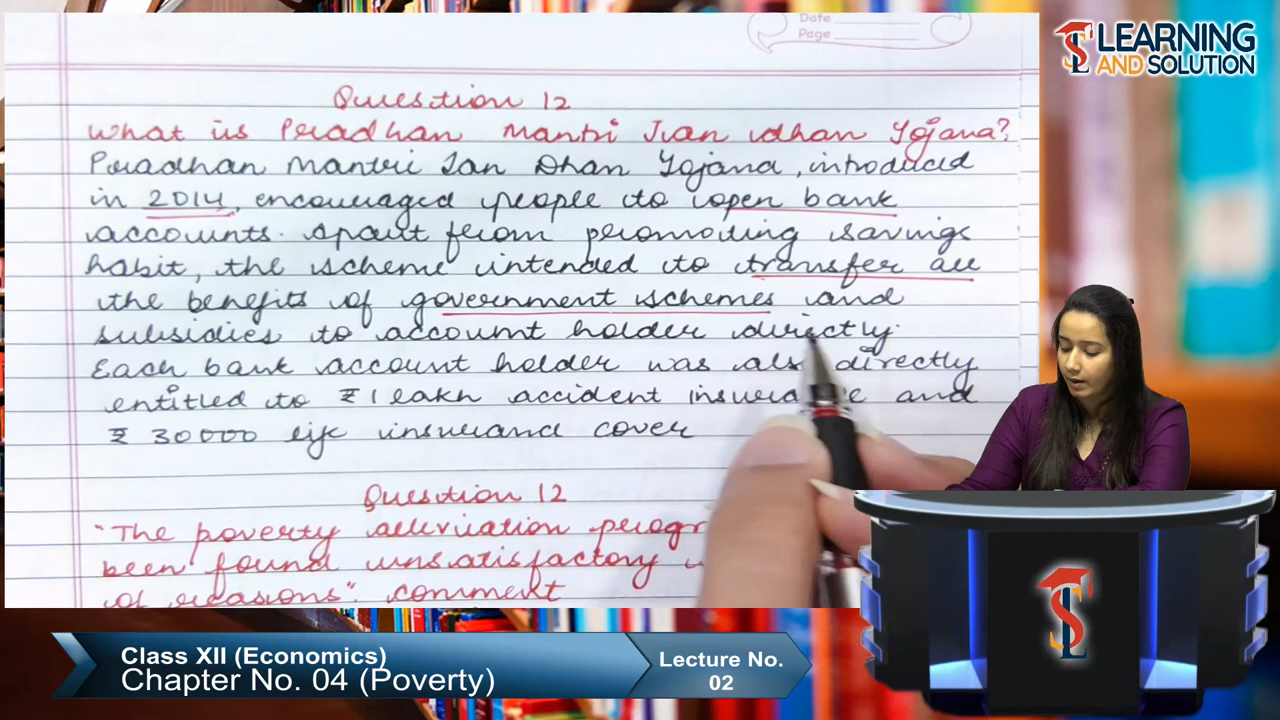 Date
Page
LEARNING
AND SOLUTION
Question 12
What is Pradhan Mantri Jan Dhan Yojana?
Pradhan Mantri Jan Dhan Yojana, introduced
in 2014, encouraged people to open bank
accounts. Apart from promoting savings
habit, the scheme intended to transfer all
the benefits of government schemes and
subsidies to account holder directly.
Each bank account holder was also directly
entitled to ₹ 1 leakh accident insurance and
₹ 30000 life insurance cover
Question 12
"The poverty alleviation
been found unsatisfactory
of reasons". comment
Class XII (Economics)
Chapter No. 04 (Poverty)
Lecture No.
02